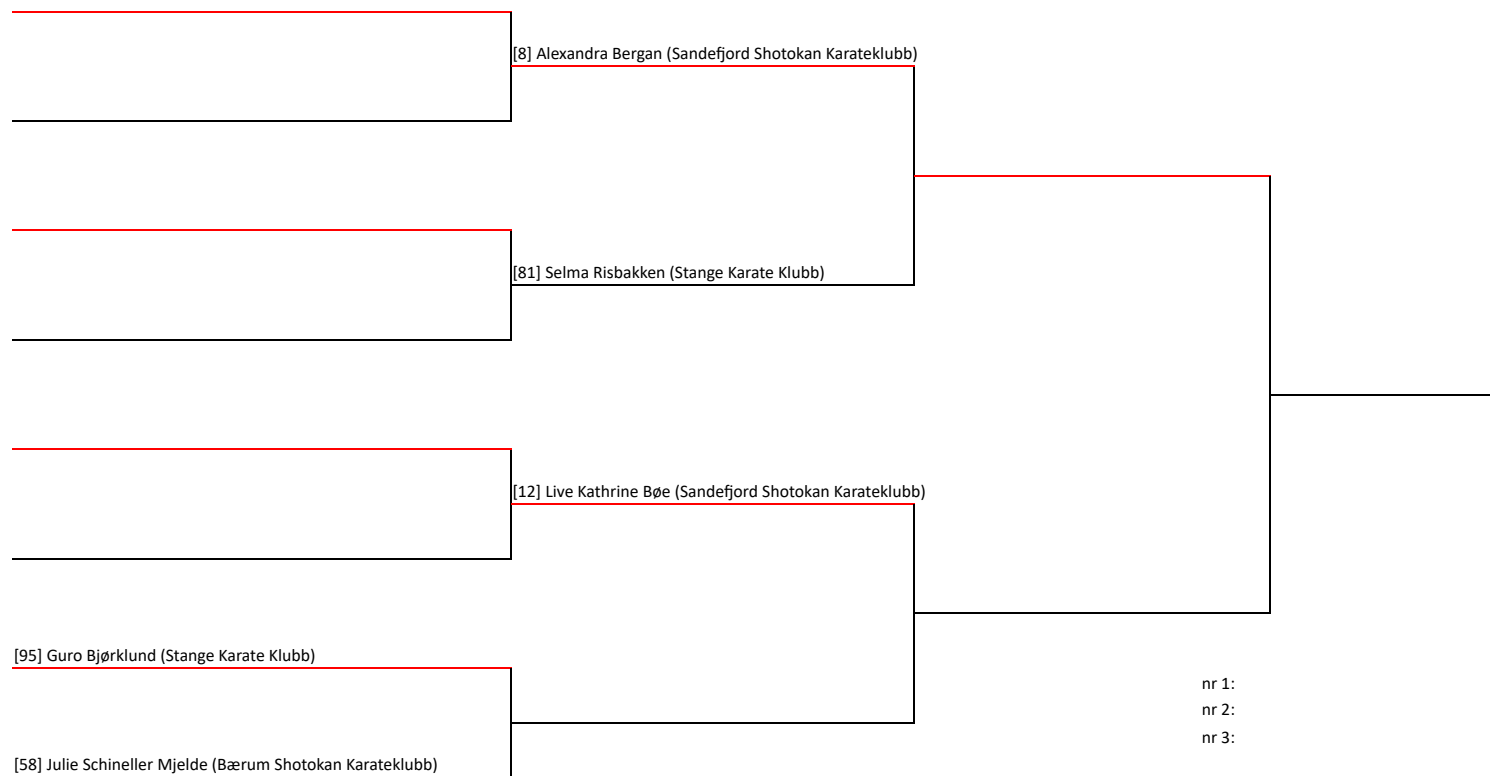 [8] Alexandra Bergan (Sandefjord Shotokan Karateklubb)
[81] Selma Risbakken (Stange Karate Klubb)
[12] Live Kathrine Bøe (Sandefjord Shotokan Karateklubb)
[95] Guro Bjørklund (Stange Karate Klubb)
nr 1:
nr 2:
nr 3:
[58] Julie Schineller Mjelde (Bærum Shotokan Karateklubb)